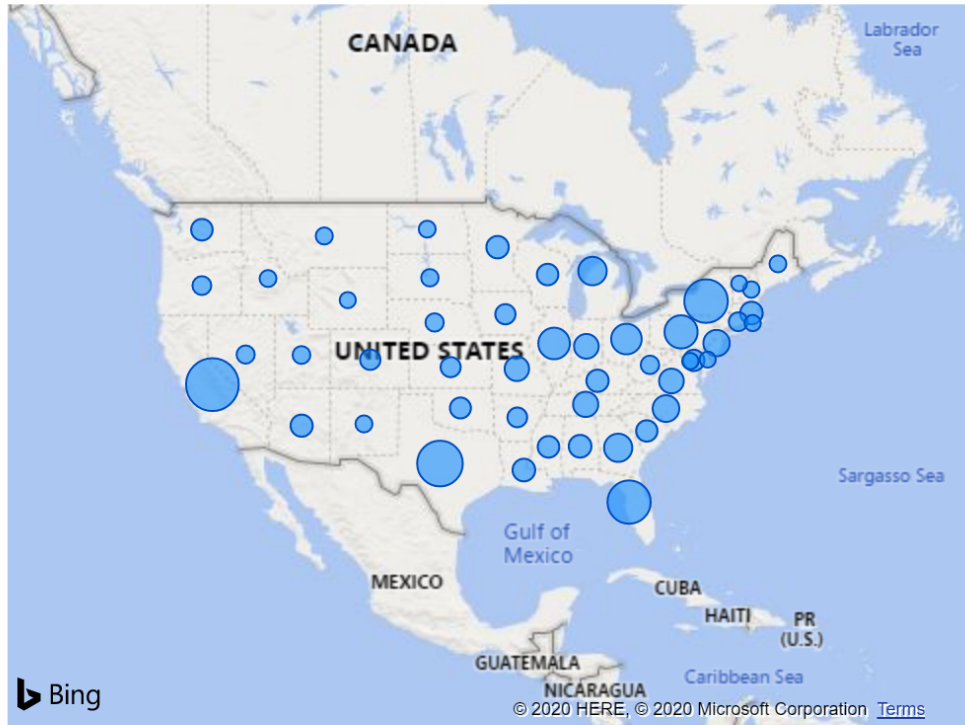 CANADA
Labrador
Sea
UNITED STATES
Sargasso Sea
Gulf of
Mexico
MEXICO
CUBA
HAITI
PR
(U.S.)
GUATEMALA
Caribbean Sea
NICARAGUA
Bing
© 2020 HERE, © 2020 Microsoft Corporation Terms